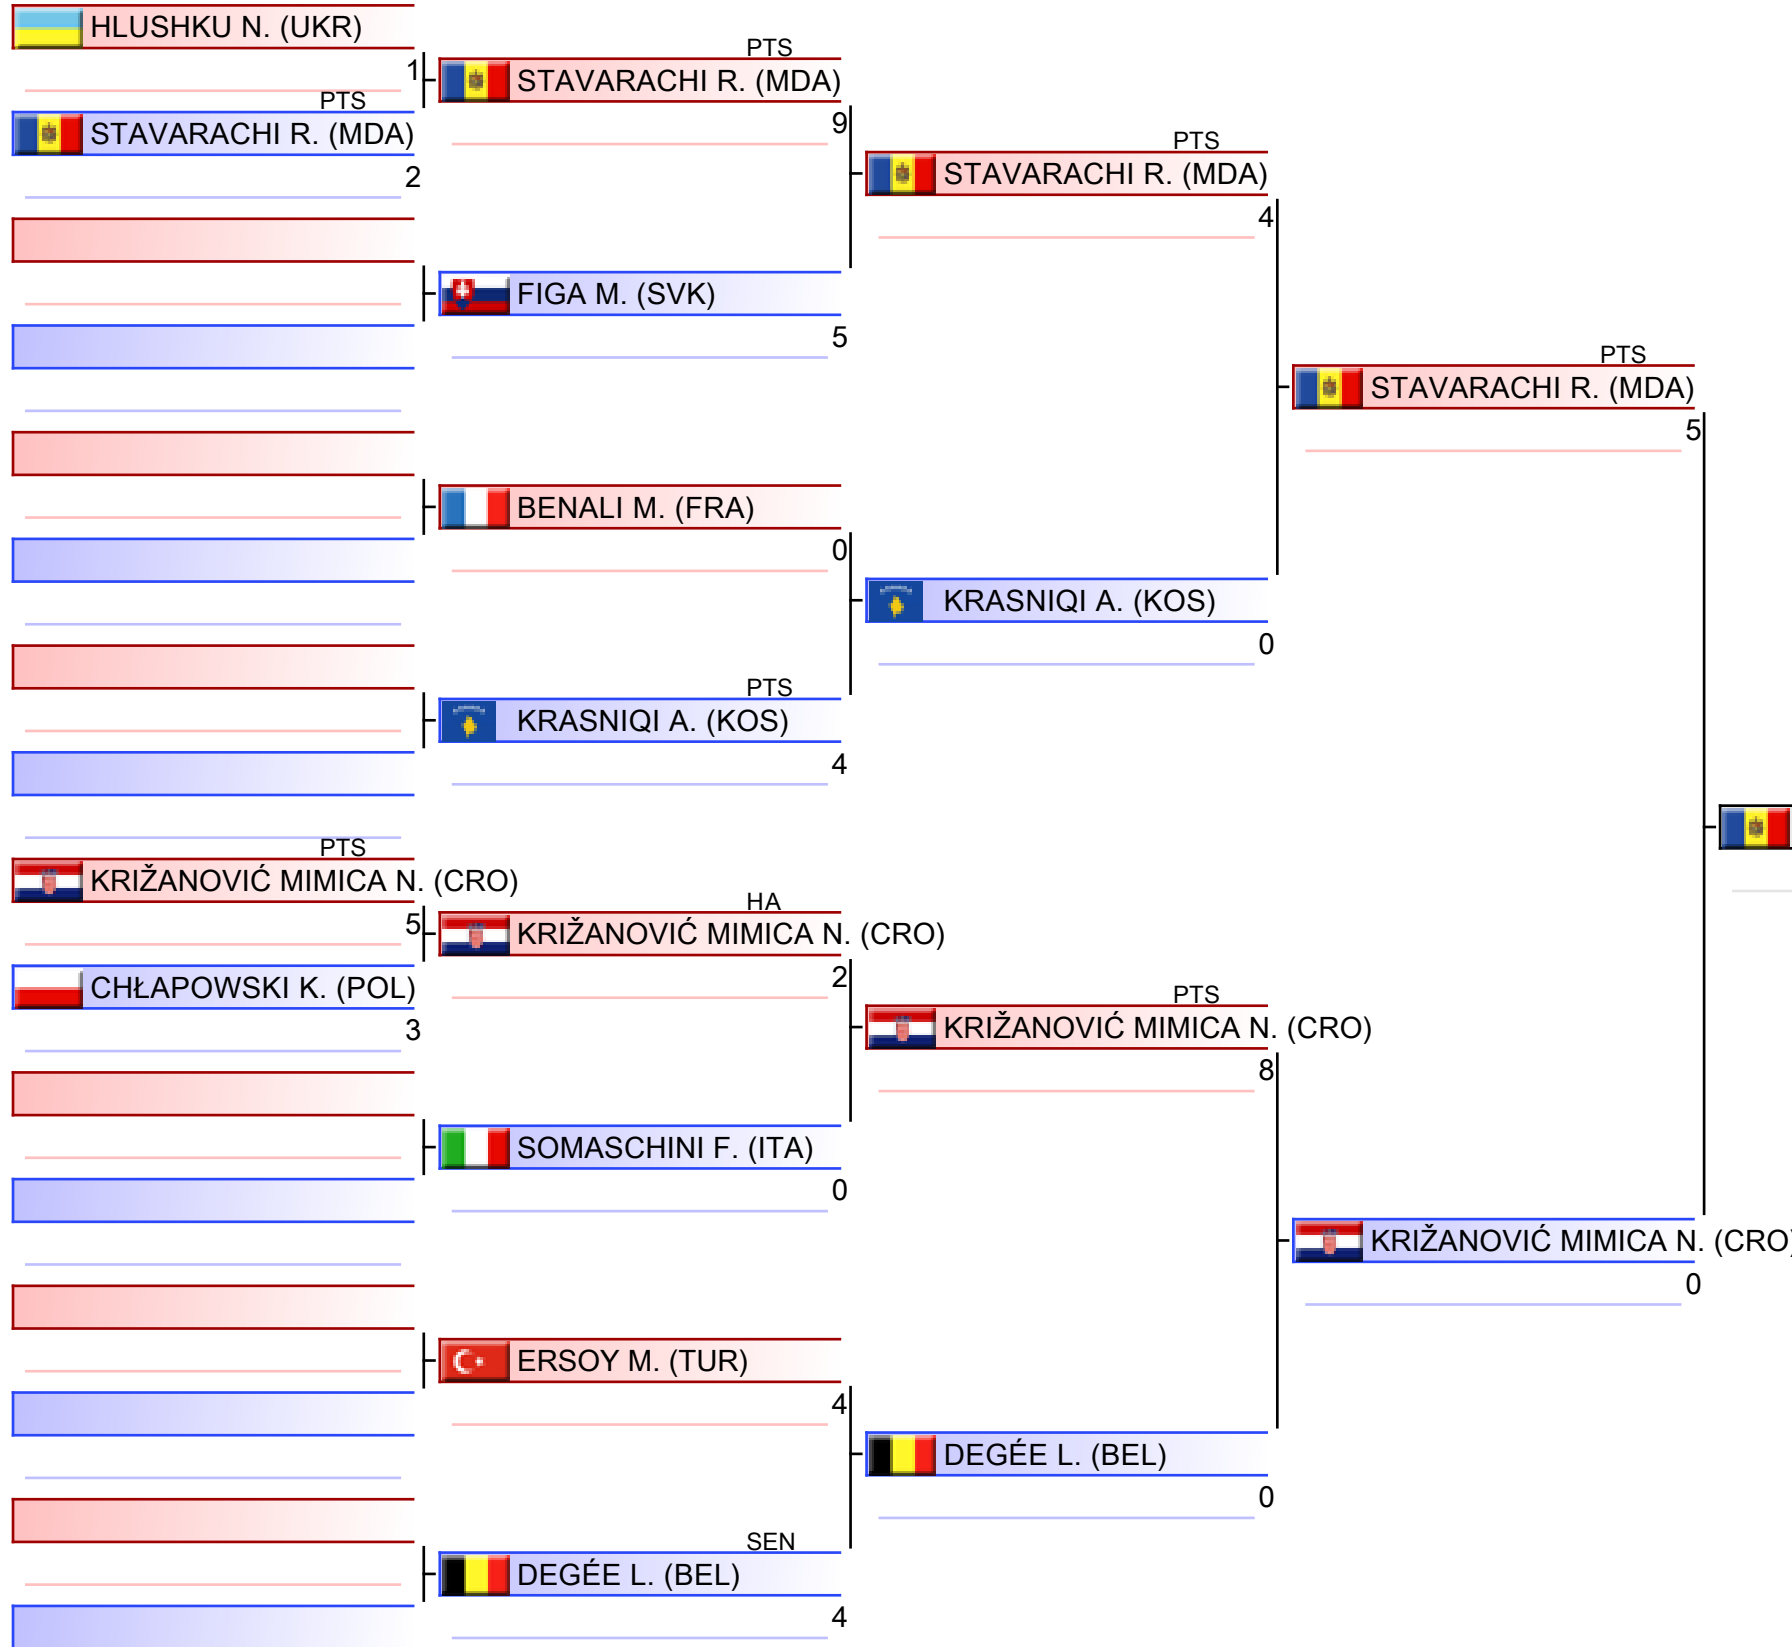 HLUSHKU N. (UKR)
1
PTS
STAVARACHI R. (MDA)
2
PTS
STAVARACHI R. (MDA)
9
FIGA M. (SVK)
5
PTS
STAVARACHI R. (MDA)
4
PTS
STAVARACHI R. (MDA)
5
BENALI M. (FRA)
0
KRASNIQI A. (KOS)
0
PTS
KRASNIQI A. (KOS)
4
PTS
KRIŽANOVIĆ MIMICA N. (CRO)
5
CHŁAPOWSKI K. (POL)
3
HA
KRIŽANOVIĆ MIMICA N. (CRO)
2
SOMASCHINI F. (ITA)
0
PTS
KRIŽANOVIĆ MIMICA N. (CRO)
8
KRIŽANOVIĆ MIMICA N. (CRO)
0
ERSOY M. (TUR)
4
DEGÉE L. (BEL)
0
SEN
DEGÉE L. (BEL)
4